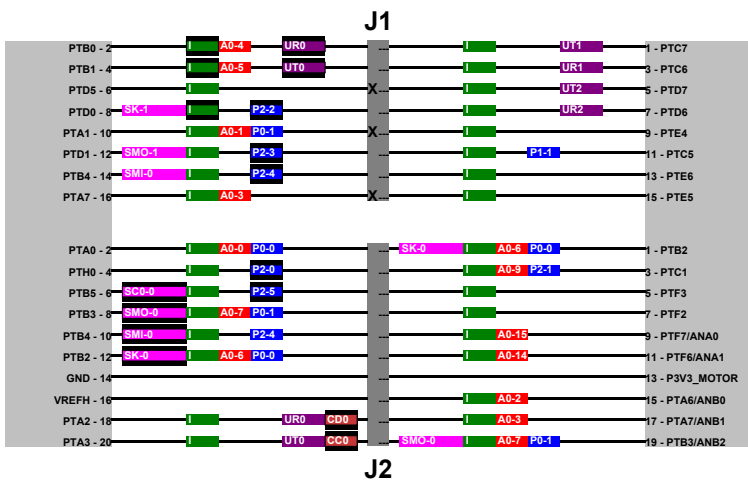 J1
PTB0 - 2 I A0-4 UR0 --- I UT1 1 - PTC7
PTB1 - 4 I A0-5 UT0 --- I UR1 3 - PTC6
PTD5 - 6 I X --- I UT2 5 - PTD7
PTD0 - 8 SK-1 I P2-2 --- I UR2 7 - PTD6
PTA1 - 10 I A0-1 P0-1 X --- I 9 - PTE4
PTD1 - 12 SMO-1 I P2-3 --- I P1-1 11 - PTC5
PTB4 - 14 SMI-0 I P2-4 --- I 13 - PTE6
PTA7 - 16 I A0-3 X --- I 15 - PTE5
PTA0 - 2 I A0-0 P0-0 --- SK-0 I A0-6 P0-0 1 - PTB2
PTH0 - 4 I P2-0 --- I A0-9 P2-1 3 - PTC1
PTB5 - 6 SC0-0 I P2-5 --- I 5 - PTF3
PTB3 - 8 SMO-0 I A0-7 P0-1 --- I 7 - PTF2
PTB4 - 10 SMI-0 I P2-4 --- I A0-15 9 - PTF7/ANA0
PTB2 - 12 SK-0 I A0-6 P0-0 --- I A0-14 11 - PTF6/ANA1
GND - 14 --- 13 - P3V3_MOTOR
VREFH - 16 --- I A0-2 15 - PTA6/ANB0
PTA2 - 18 I UR0 CD0 --- I A0-3 17 - PTA7/ANB1
PTA3 - 20 I UT0 CC0 --- SMO-0 I A0-7 P0-1 19 - PTB3/ANB2
J2